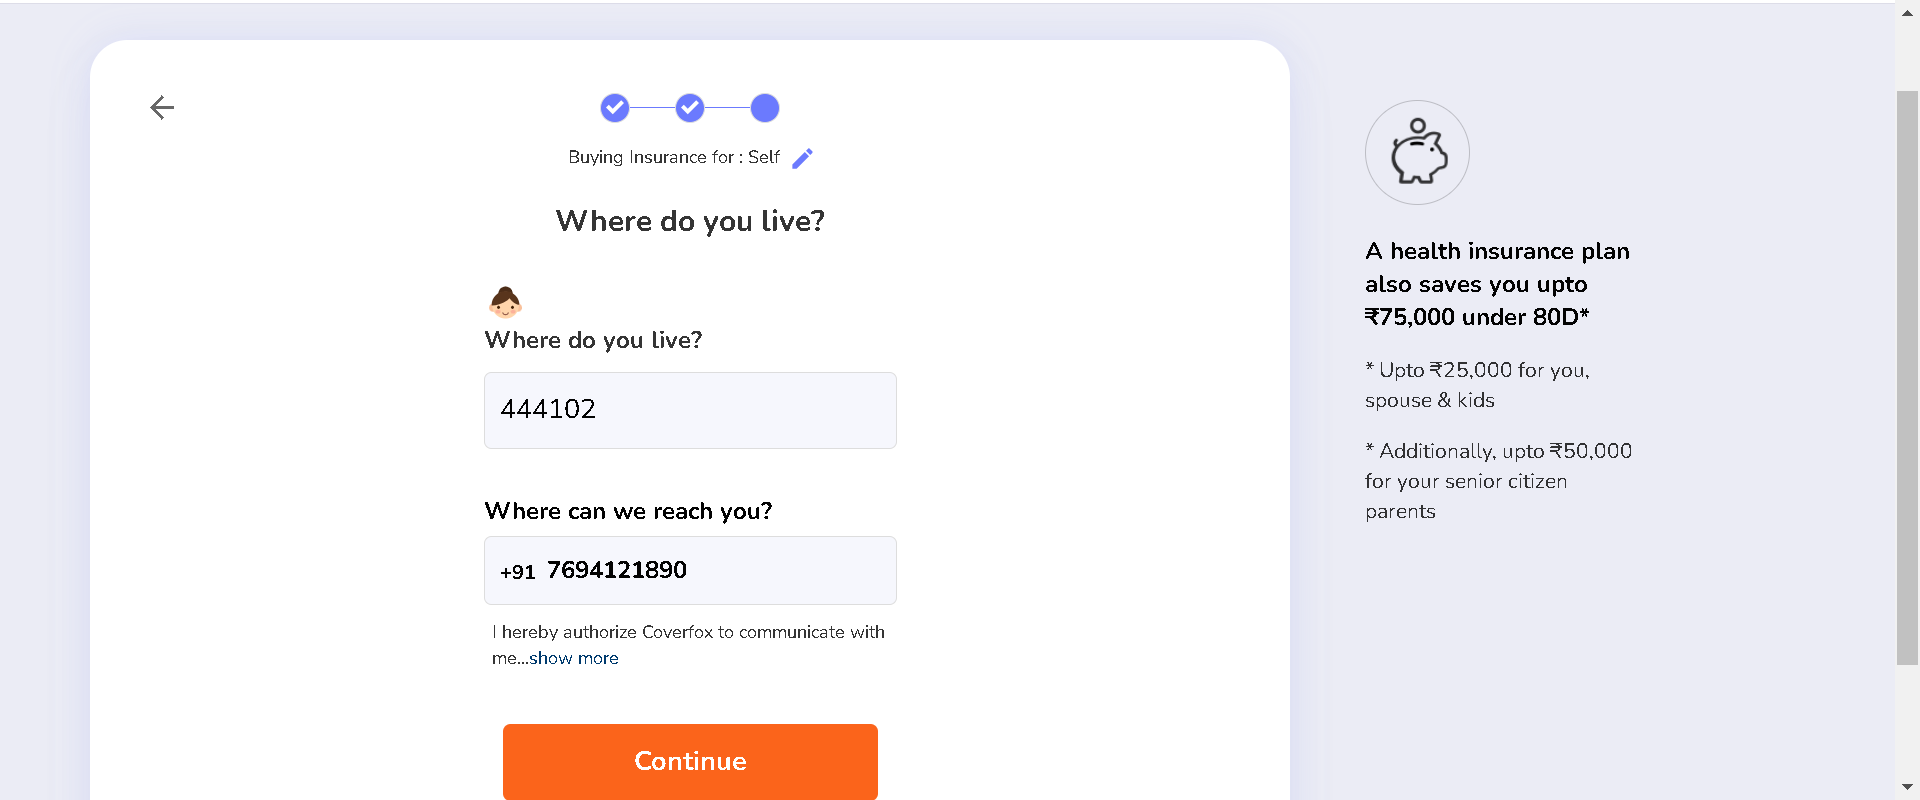 Buying Insurance for : Self
Where do you live?
Where do you live?
444102
Where can we reach you?
+91 7694121890
I hereby authorize Coverfox to communicate with
me...show more
Continue
A health insurance plan
also saves you upto
₹75,000 under 80D*
* Upto ₹25,000 for you,
spouse & kids
* Additionally, upto ₹50,000
for your senior citizen
parents